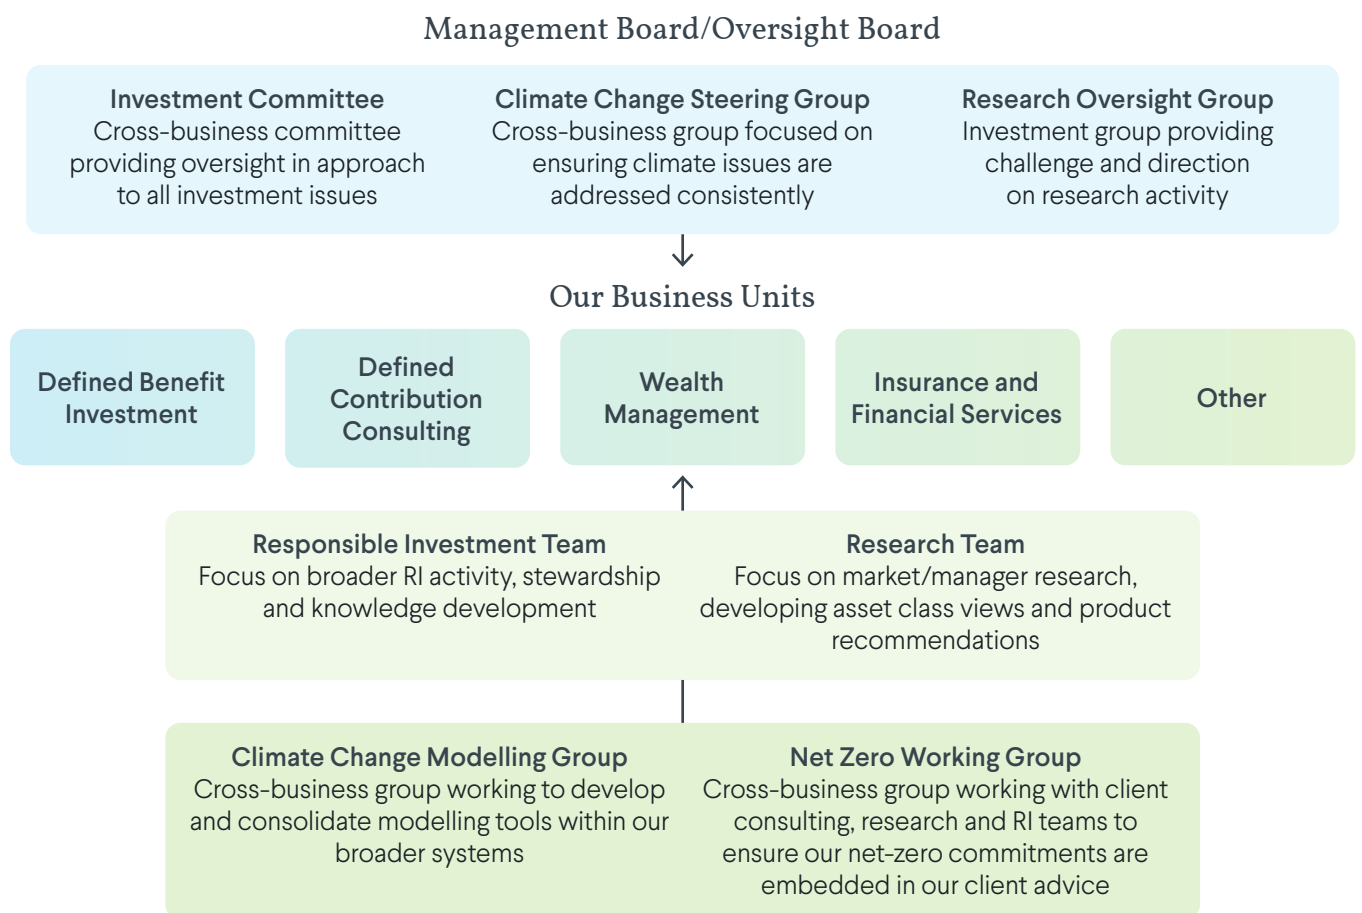 Management Board/Oversight Board
Investment Committee
Cross-business committee
providing oversight in approach
to all investment issues
Climate Change Steering Group
Cross-business group focused on
ensuring climate issues are
addressed consistently
Research Oversight Group
Investment group providing
challenge and direction
on research activity
Our Business Units
Defined Benefit
Investment
Defined
Contribution
Consulting
Wealth
Management
Insurance and
Financial Services
Other
Responsible Investment Team
Focus on broader RI activity, stewardship
and knowledge development
Research Team
Focus on market/manager research,
developing asset class views and product
recommendations
Climate Change Modelling Group
Cross-business group working to develop
and consolidate modelling tools within our
broader systems
Net Zero Working Group
Cross-business group working with client
consulting, research and RI teams to
ensure our net-zero commitments are
embedded in our client advice